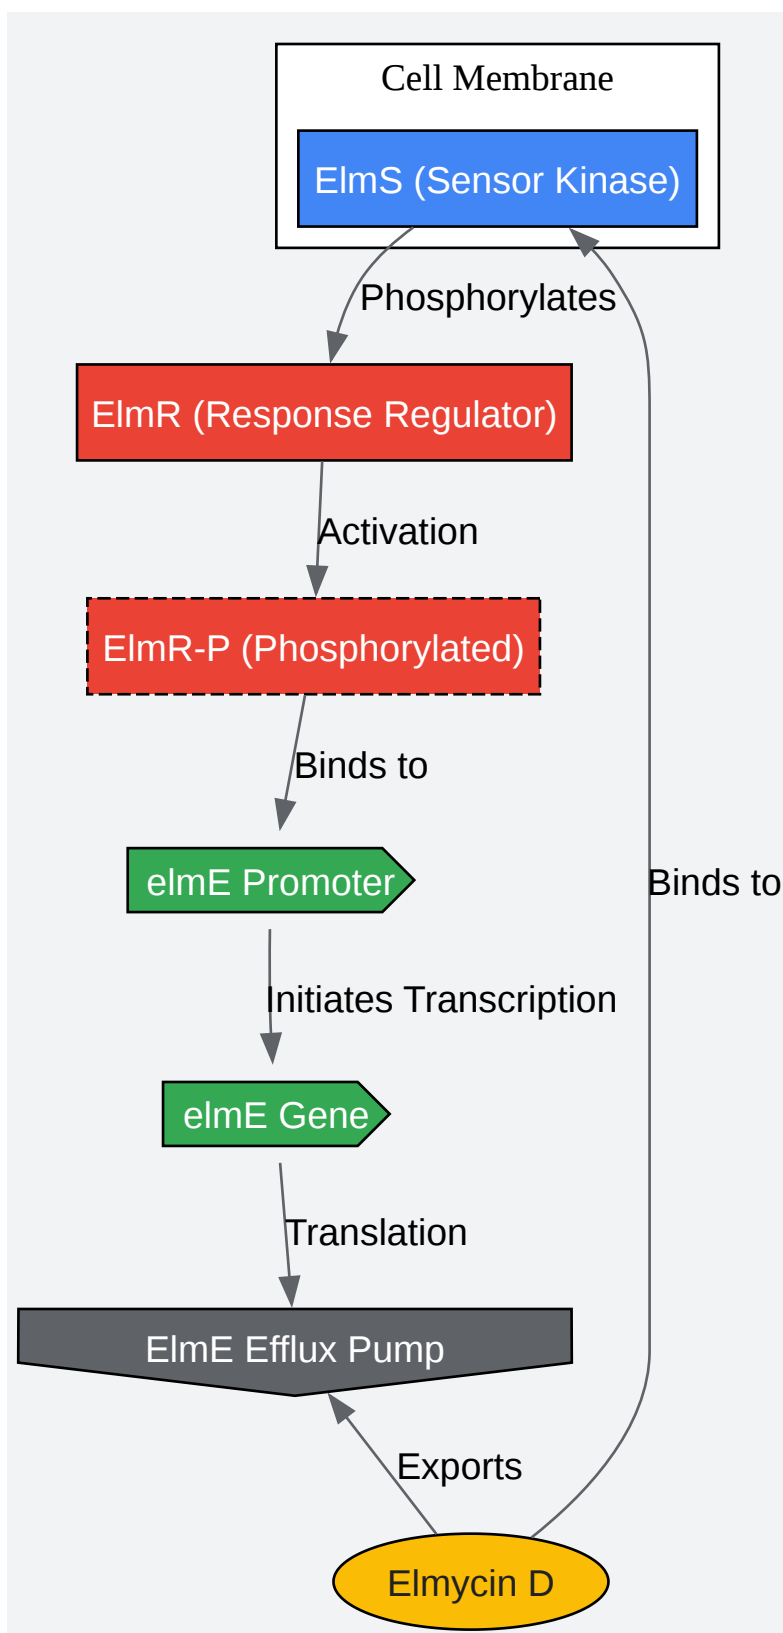 Cell Membrane
ElmS (Sensor Kinase)
Phosphorylates
ElmR (Response Regulator)
Activation
ElmR-P (Phosphorylated)
Binds to
elmE Promoter
Binds to
Initiates Transcription
elmE Gene
Translation
ElmE Efflux Pump
Exports
Elmycin D